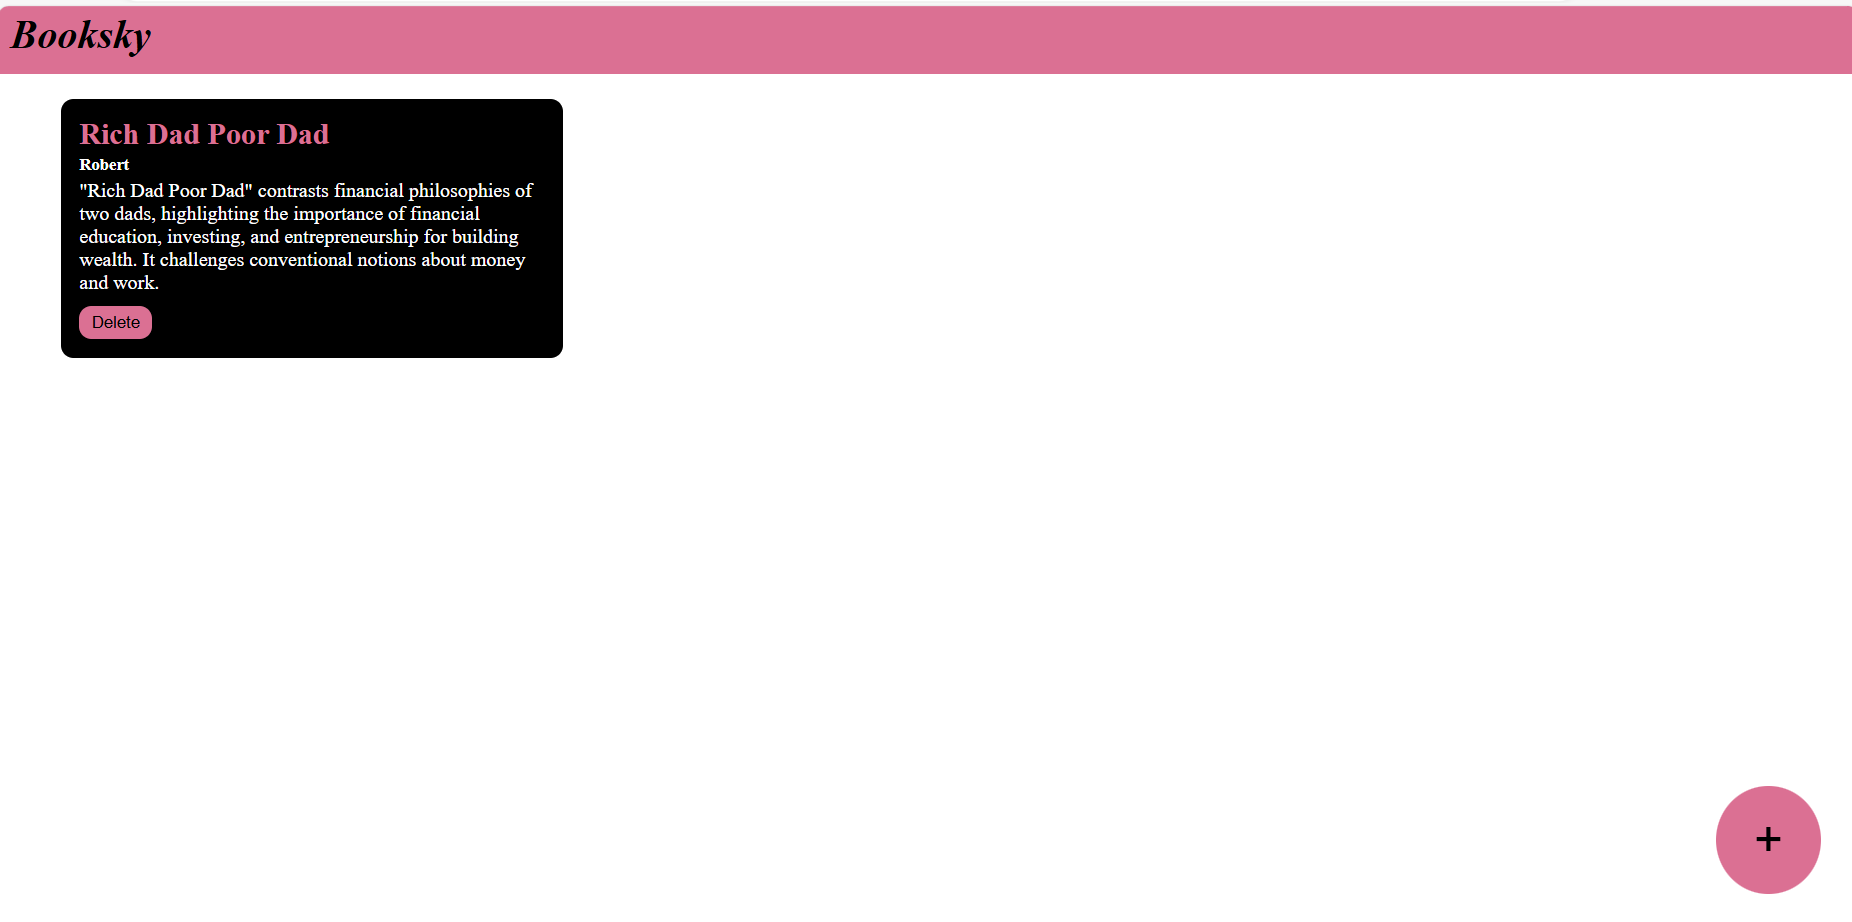 Booksky
Rich Dad Poor Dad
Robert
"Rich Dad Poor Dad" contrasts financial philosophies of
two dads, highlighting the importance of financial
education, investing, and entrepreneurship for building
wealth. It challenges conventional notions about money
and work.
Delete
+